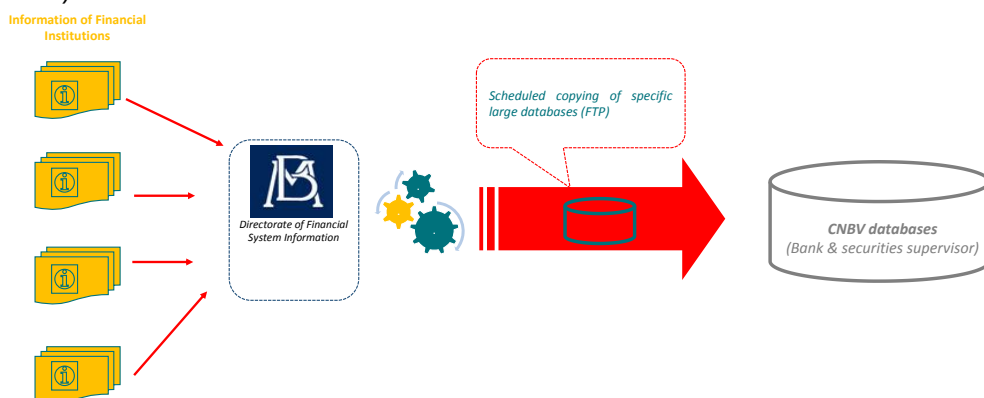 Information of Financial
Institutions
Scheduled copying of specific
large databases (FTP)
Directorate of Financial
System Information
CNBV databases
(Bank & securities supervisor)